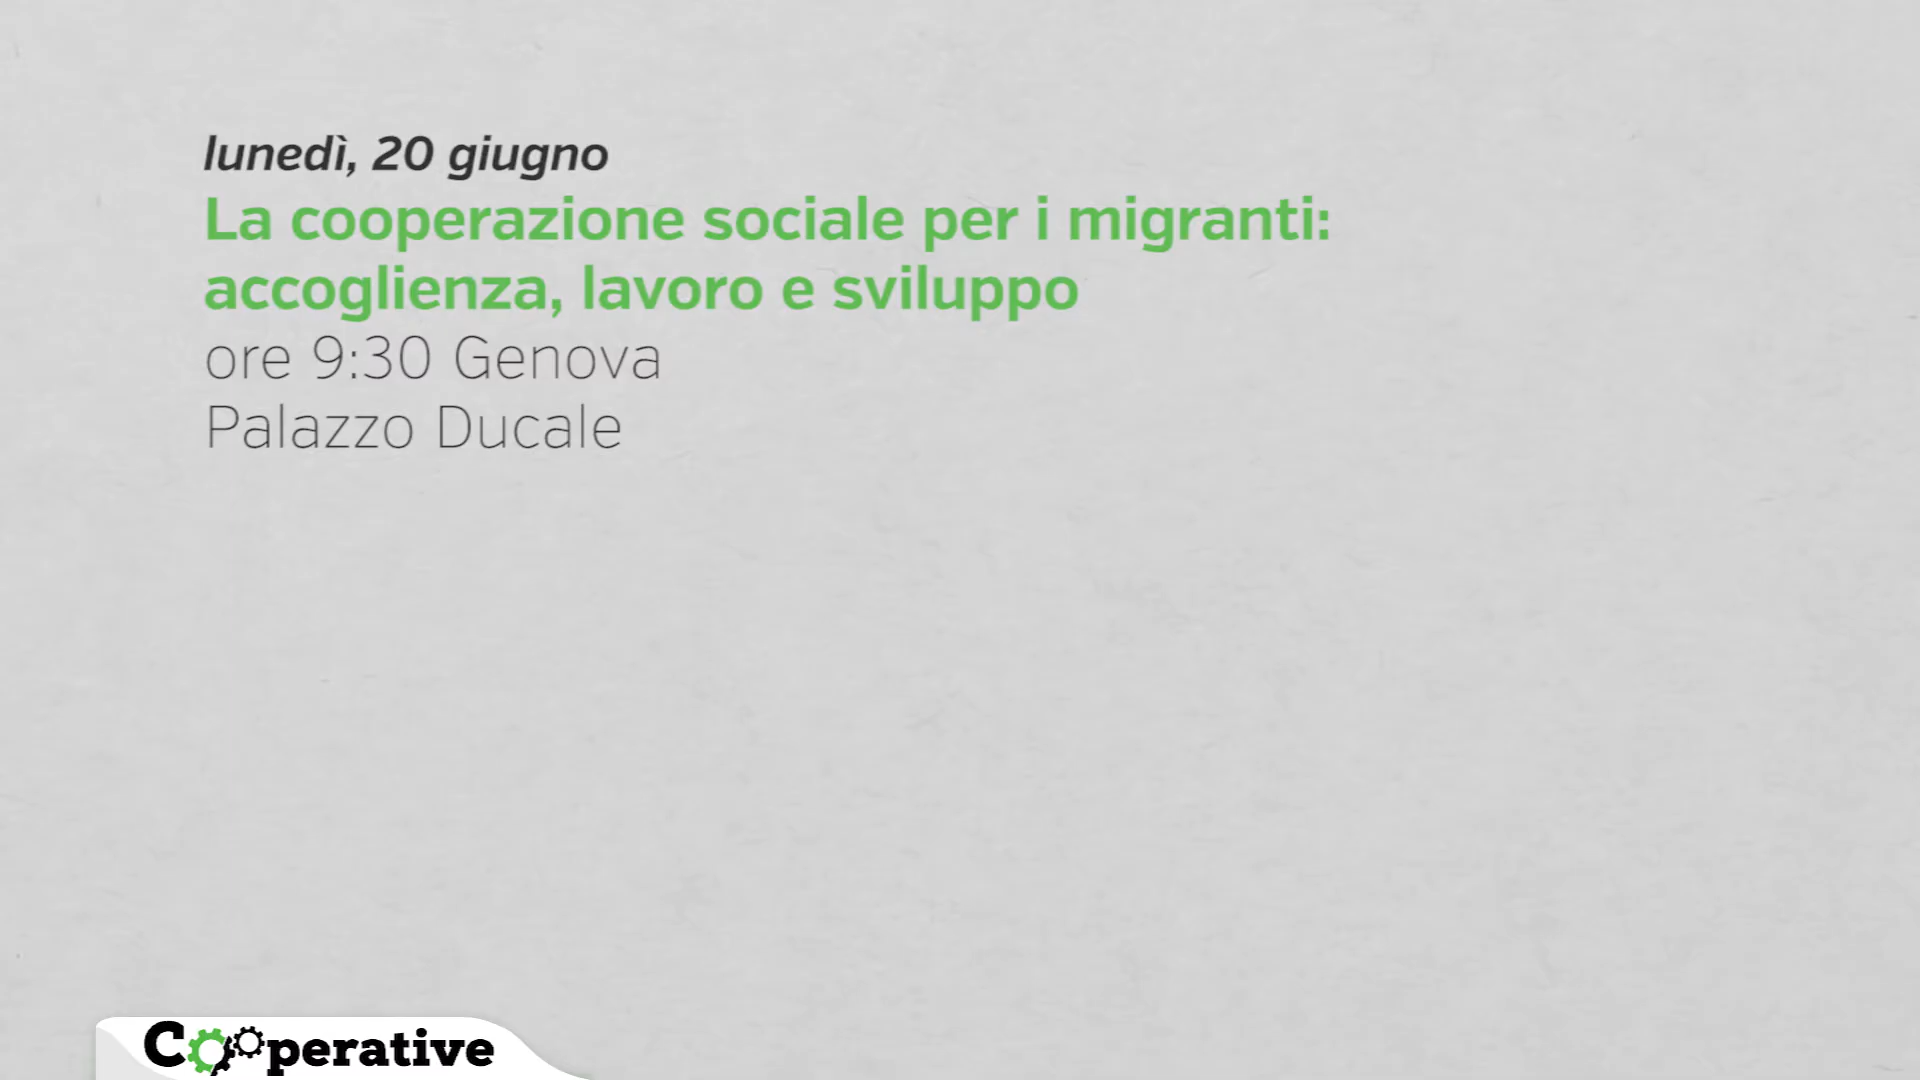 lunedì, 20 giugno
La cooperazione sociale per i migranti:
accoglienza, lavoro e sviluppo
ore 9:30 Genova
Palazzo Ducale
Cooperative